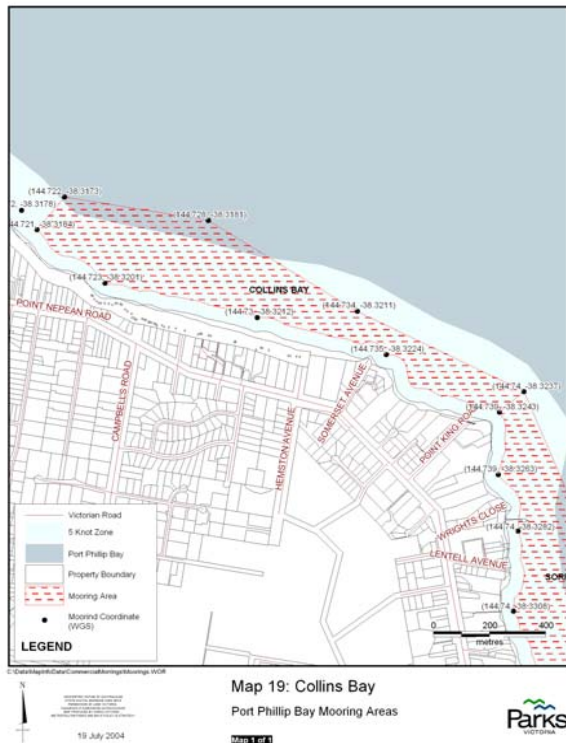 (144.722, -38.3173)
2, -38.3178)
(144.728, -38.3181)
44.721, -38.3184)
(144.723, -38.3201)
COLLINS BAY
(144.734, -38.3211)
(144.73, -38.3212)
POINT NEPEAN ROAD
(144.735, -38.3224)
CAMPBELLS ROAD
SOMERSET AVENUE
(144.74, -38.3237)
(144.739, -38.3243)
HEMSTON AVENUE
POINT KING ROAD
(144.739, -38.3263)
WRIGHTS CLOSE
(144.74, -38.3282)
LENTELL AVENUE
SORR
(144.74, -38.3308)
Victorian Road
5 Knot Zone
Port Phillip Bay
Property Boundary
Mooring Area
Moorind Coordinate
(WGS)
LEGEND
0 200 400
metres
Map 19: Collins Bay
Port Phillip Bay Mooring Areas
N
19 July 2004
Map 1 of 1
Parks
VICTORIA